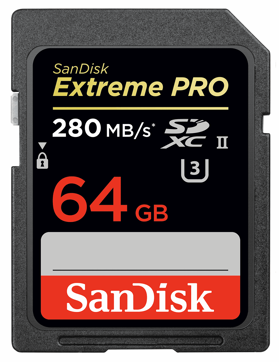 SanDisk
Extreme PRO
280 MB/s*
SD XC II
3
64 GB
SanDisk